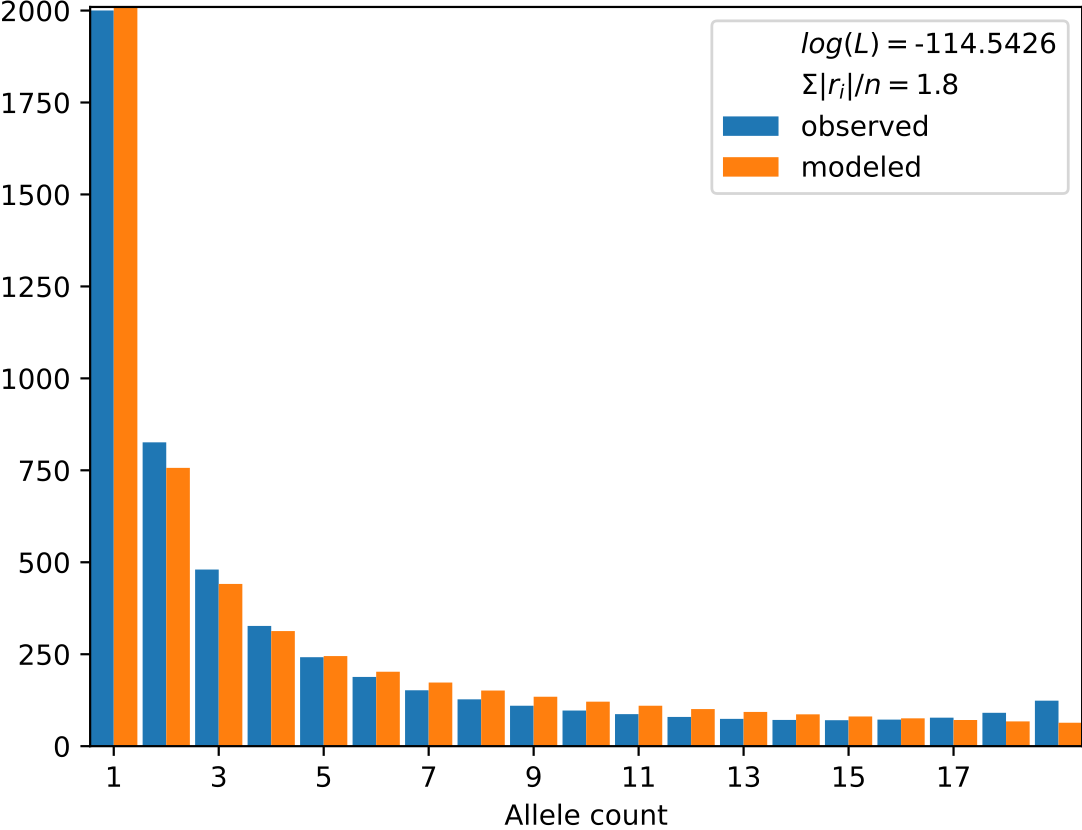 2000
1750
1500
1250
1000
750
500
250
0
log(L) = -114.5426
Σ|rᵢ|/n = 1.8
observed
modeled
1 3 5 7 9 11 13 15 17
Allele count